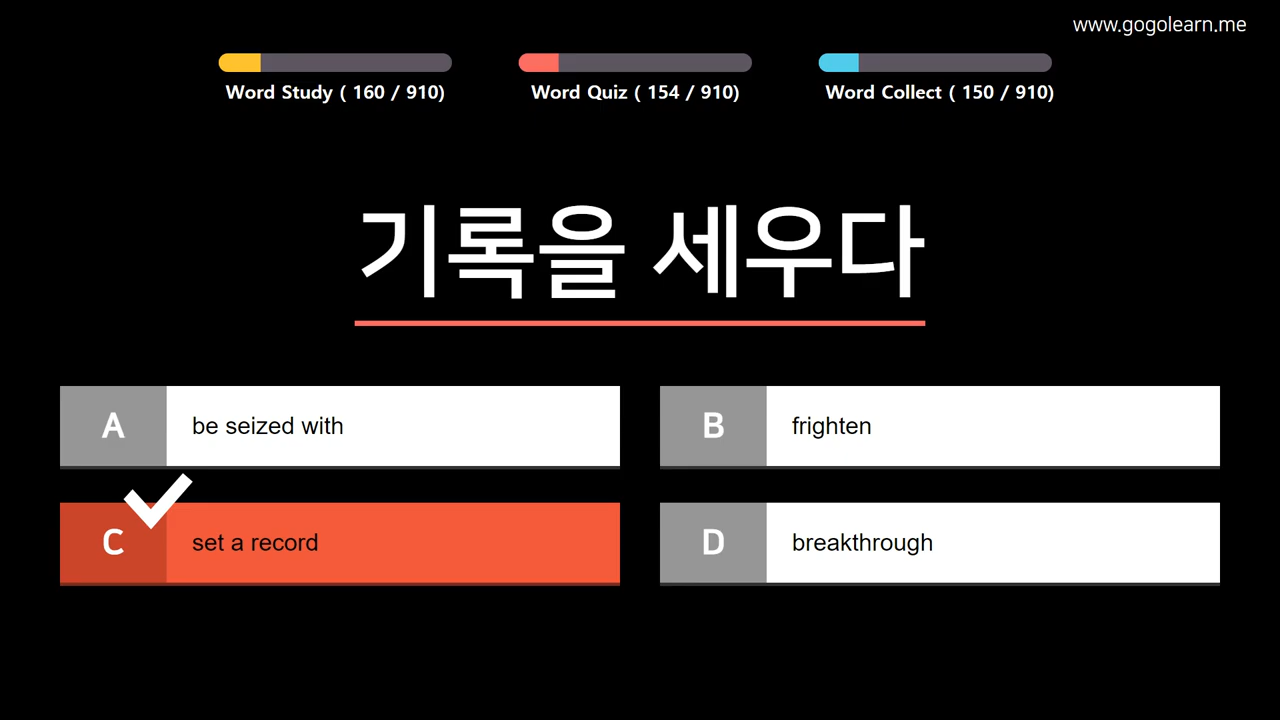 www.gogolearn.me
Word Study ( 160 / 910)
Word Quiz ( 154 / 910)
Word Collect ( 150 / 910)
기록을 세우다
A be seized with
B frighten
C set a record
D breakthrough